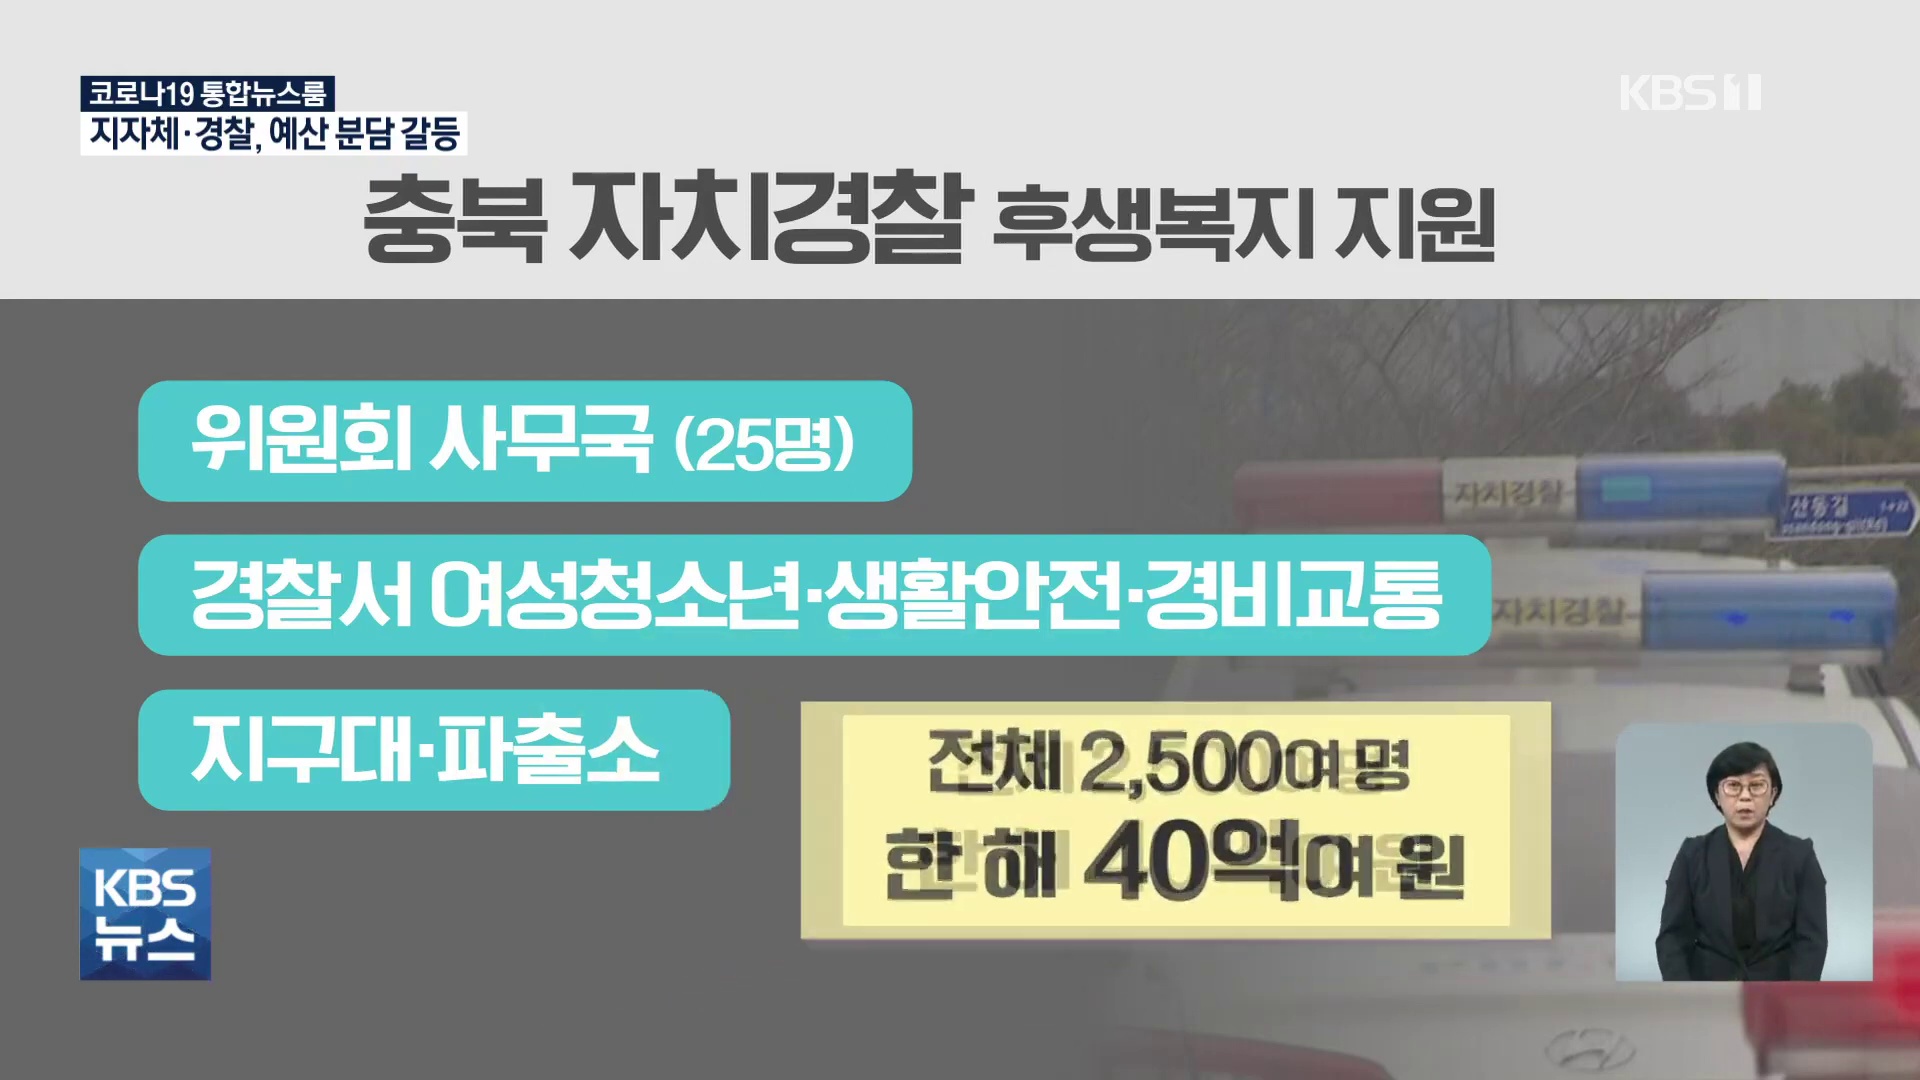 코로나19 통합뉴스룸
KBS 1
지자체·경찰, 예산 분담 갈등
충북 자치경찰 후생복지 지원
위원회 사무국 (25명)
자치경찰
산동길
경찰서 여성청소년·생활안전·경비교통
자치경찰
지구대·파출소
전체 2,500여 명
한 해 40억여 원
KBS
뉴스